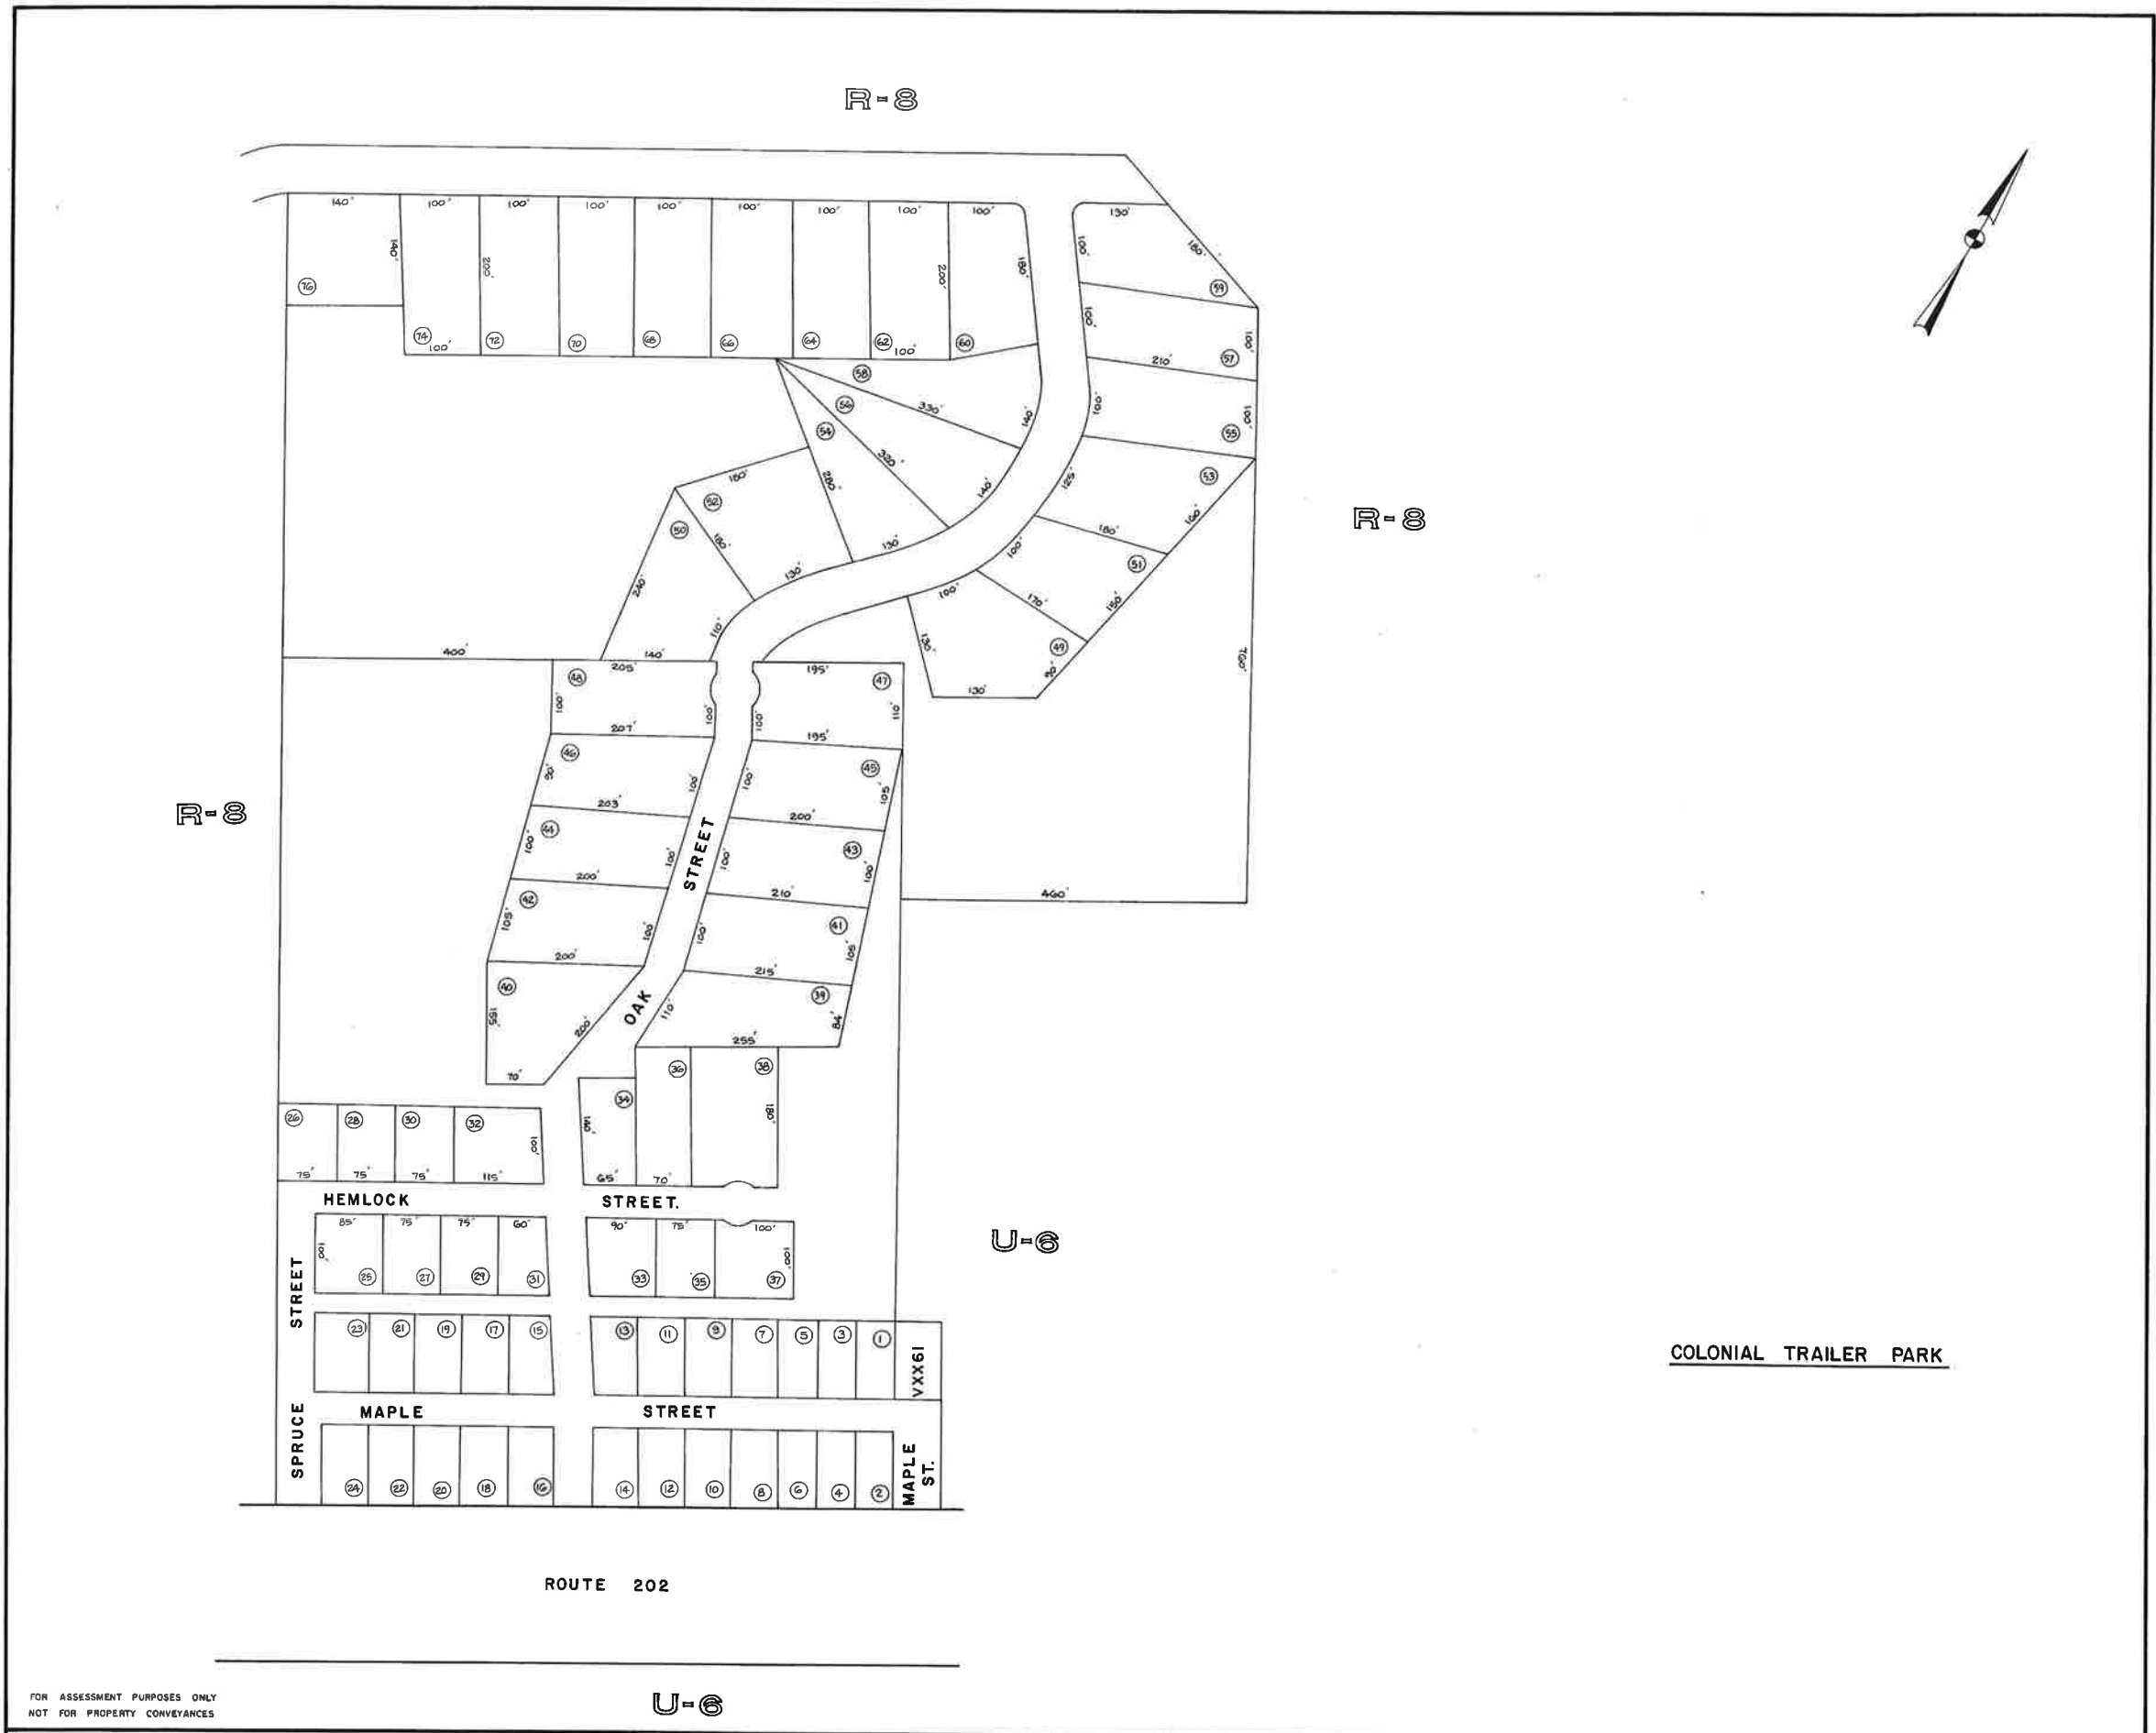 R-8
140' 100' 100' 100' 100' 100' 100' 100' 100' 130'
140' 200' 200' 180' 100' 180'
76 59
74 72 70 68 66 64 62 60
100' 100'
100' 100' 210' 57
58 56 54 330' 320' 280' 140' 140' 130'
100' 100' 55
53 125' 160'
R-8
180' 52 50 180' 240' 130' 110'
180' 51 100' 150'
100' 170' 49 130' 90' 130'
760'
400' 140'
205' 48 100' 100' 195' 47 110' 100'
207' 46 90' 100' 195' 45 105' 100'
R-8
203' 44 100' 100' 200' 43 100' 100'
200' 42 105' 100' 210' 41 105' 100'
460'
200' 40 155' 200' 70' 215' 39 84' 110' 255'
OAK STREET
36 38 34 140' 180'
26 28 30 32 100'
75' 75' 75' 115' 65' 70'
HEMLOCK STREET.
85' 75' 75' 60' 90' 75' 100'
100' 100'
25 27 29 31 33 35 37
U-6
23 21 19 17 15 13 11 9 7 5 3 1
VXX61
COLONIAL TRAILER PARK
SPRUCE STREET
MAPLE STREET
24 22 20 18 16 14 12 10 8 6 4 2
MAPLE
ST.
ROUTE 202
FOR ASSESSMENT PURPOSES ONLY
NOT FOR PROPERTY CONVEYANCES
U-6